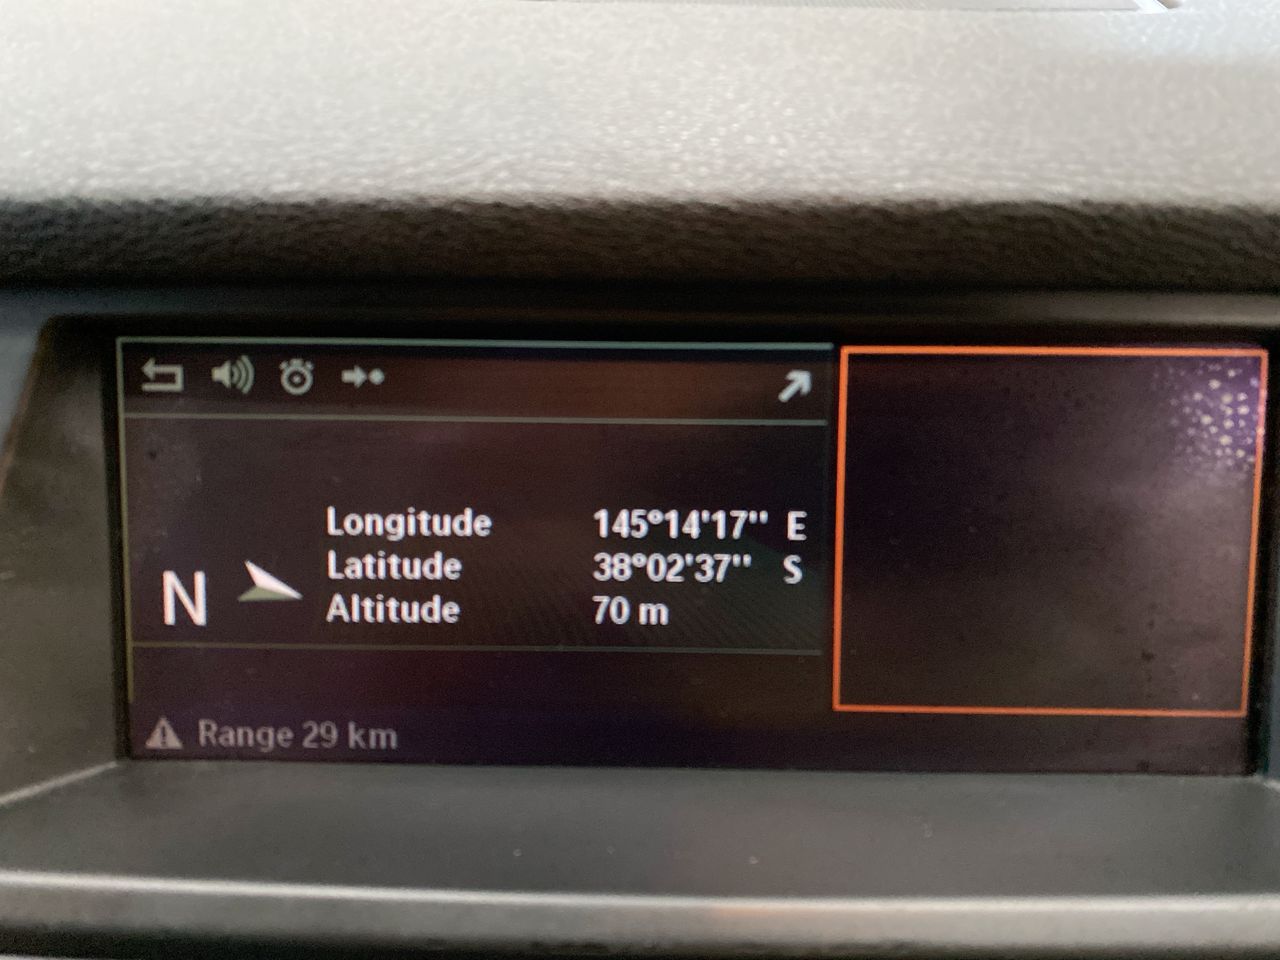 Longitude 145°14'17'' E
N Latitude 38°02'37'' S
Altitude 70 m
Range 29 km